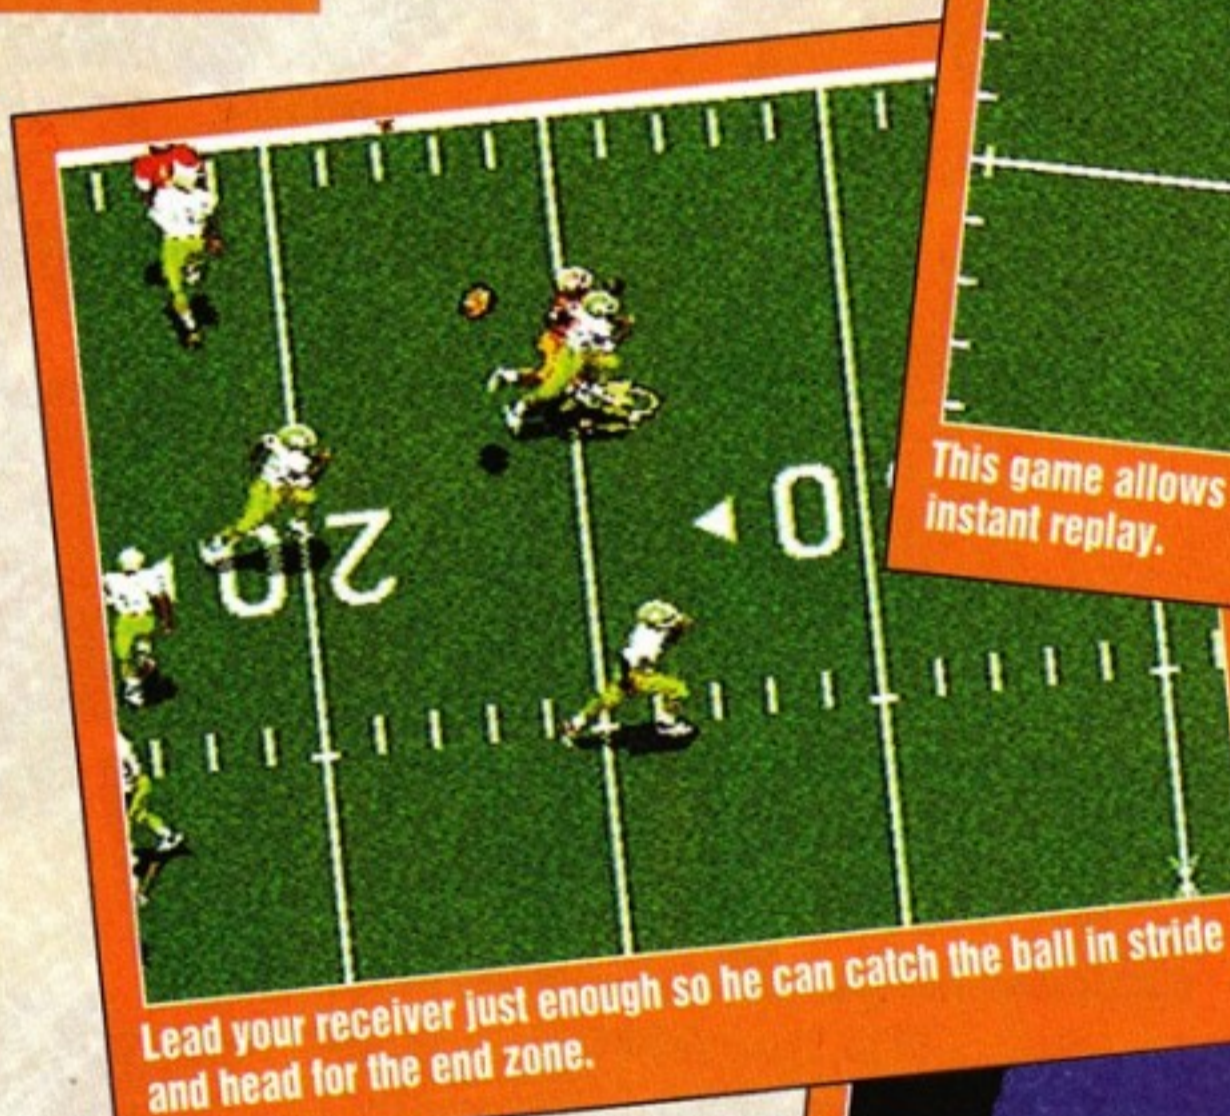 This game allows
instant replay.
20
0
Lead your receiver just enough so he can catch the ball in stride
and head for the end zone.